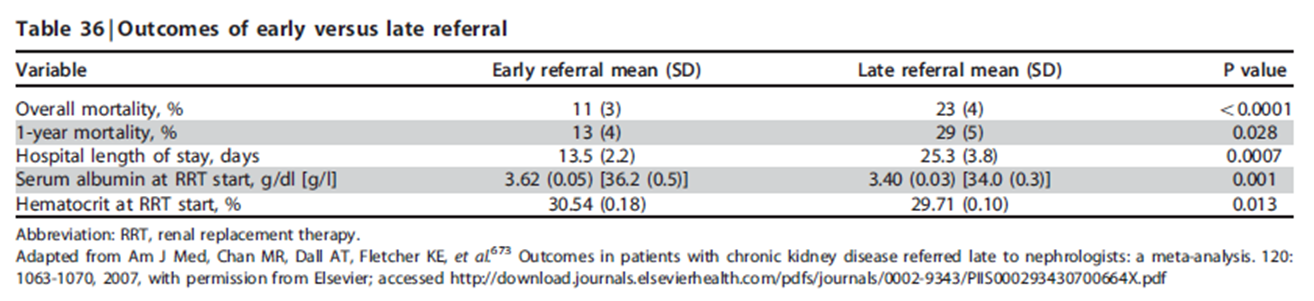 Table 36 | Outcomes of early versus late referral
Variable Early referral mean (SD) Late referral mean (SD) P value
Overall mortality, % 11 (3) 23 (4) <0.0001
1-year mortality, % 13 (4) 29 (5) 0.028
Hospital length of stay, days 13.5 (2.2) 25.3 (3.8) 0.0007
Serum albumin at RRT start, g/dl [g/l] 3.62 (0.05) [36.2 (0.5)] 3.40 (0.03) [34.0 (0.3)] 0.001
Hematocrit at RRT start, % 30.54 (0.18) 29.71 (0.10) 0.013
Abbreviation: RRT, renal replacement therapy.
Adapted from Am J Med, Chan MR, Dall AT, Fletcher KE, et al.673 Outcomes in patients with chronic kidney disease referred late to nephrologists: a meta-analysis. 120:
1063-1070, 2007, with permission from Elsevier; accessed http://download.journals.elsevierhealth.com/pdfs/journals/0002-9343/PIIS000293430700664X.pdf